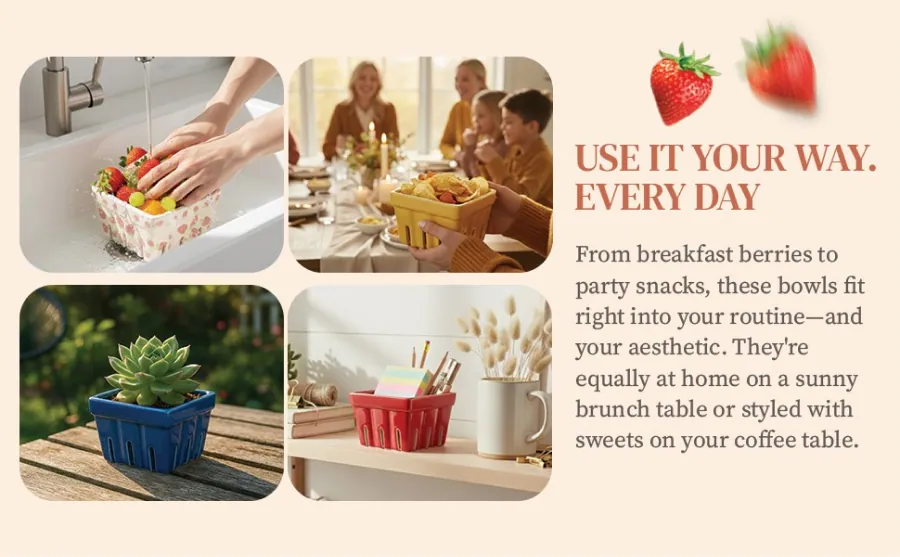 USE IT YOUR WAY.
EVERY DAY
From breakfast berries to
party snacks, these bowls fit
right into your routine—and
your aesthetic. They're
equally at home on a sunny
brunch table or styled with
sweets on your coffee table.